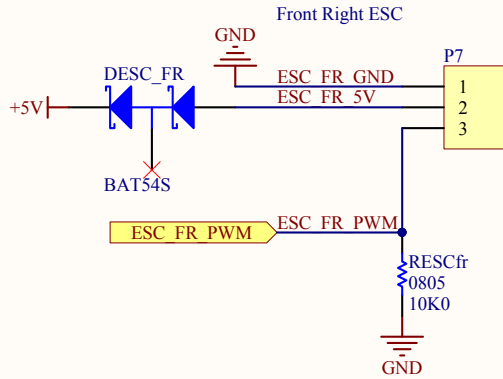 Front Right ESC
GND
P7
DESC_FR
ESC_FR_GND
1
+5V
ESC_FR_5V
2
3
BAT54S
ESC_FR_PWM
ESC_FR_PWM
RESCfr
0805
10K0
GND